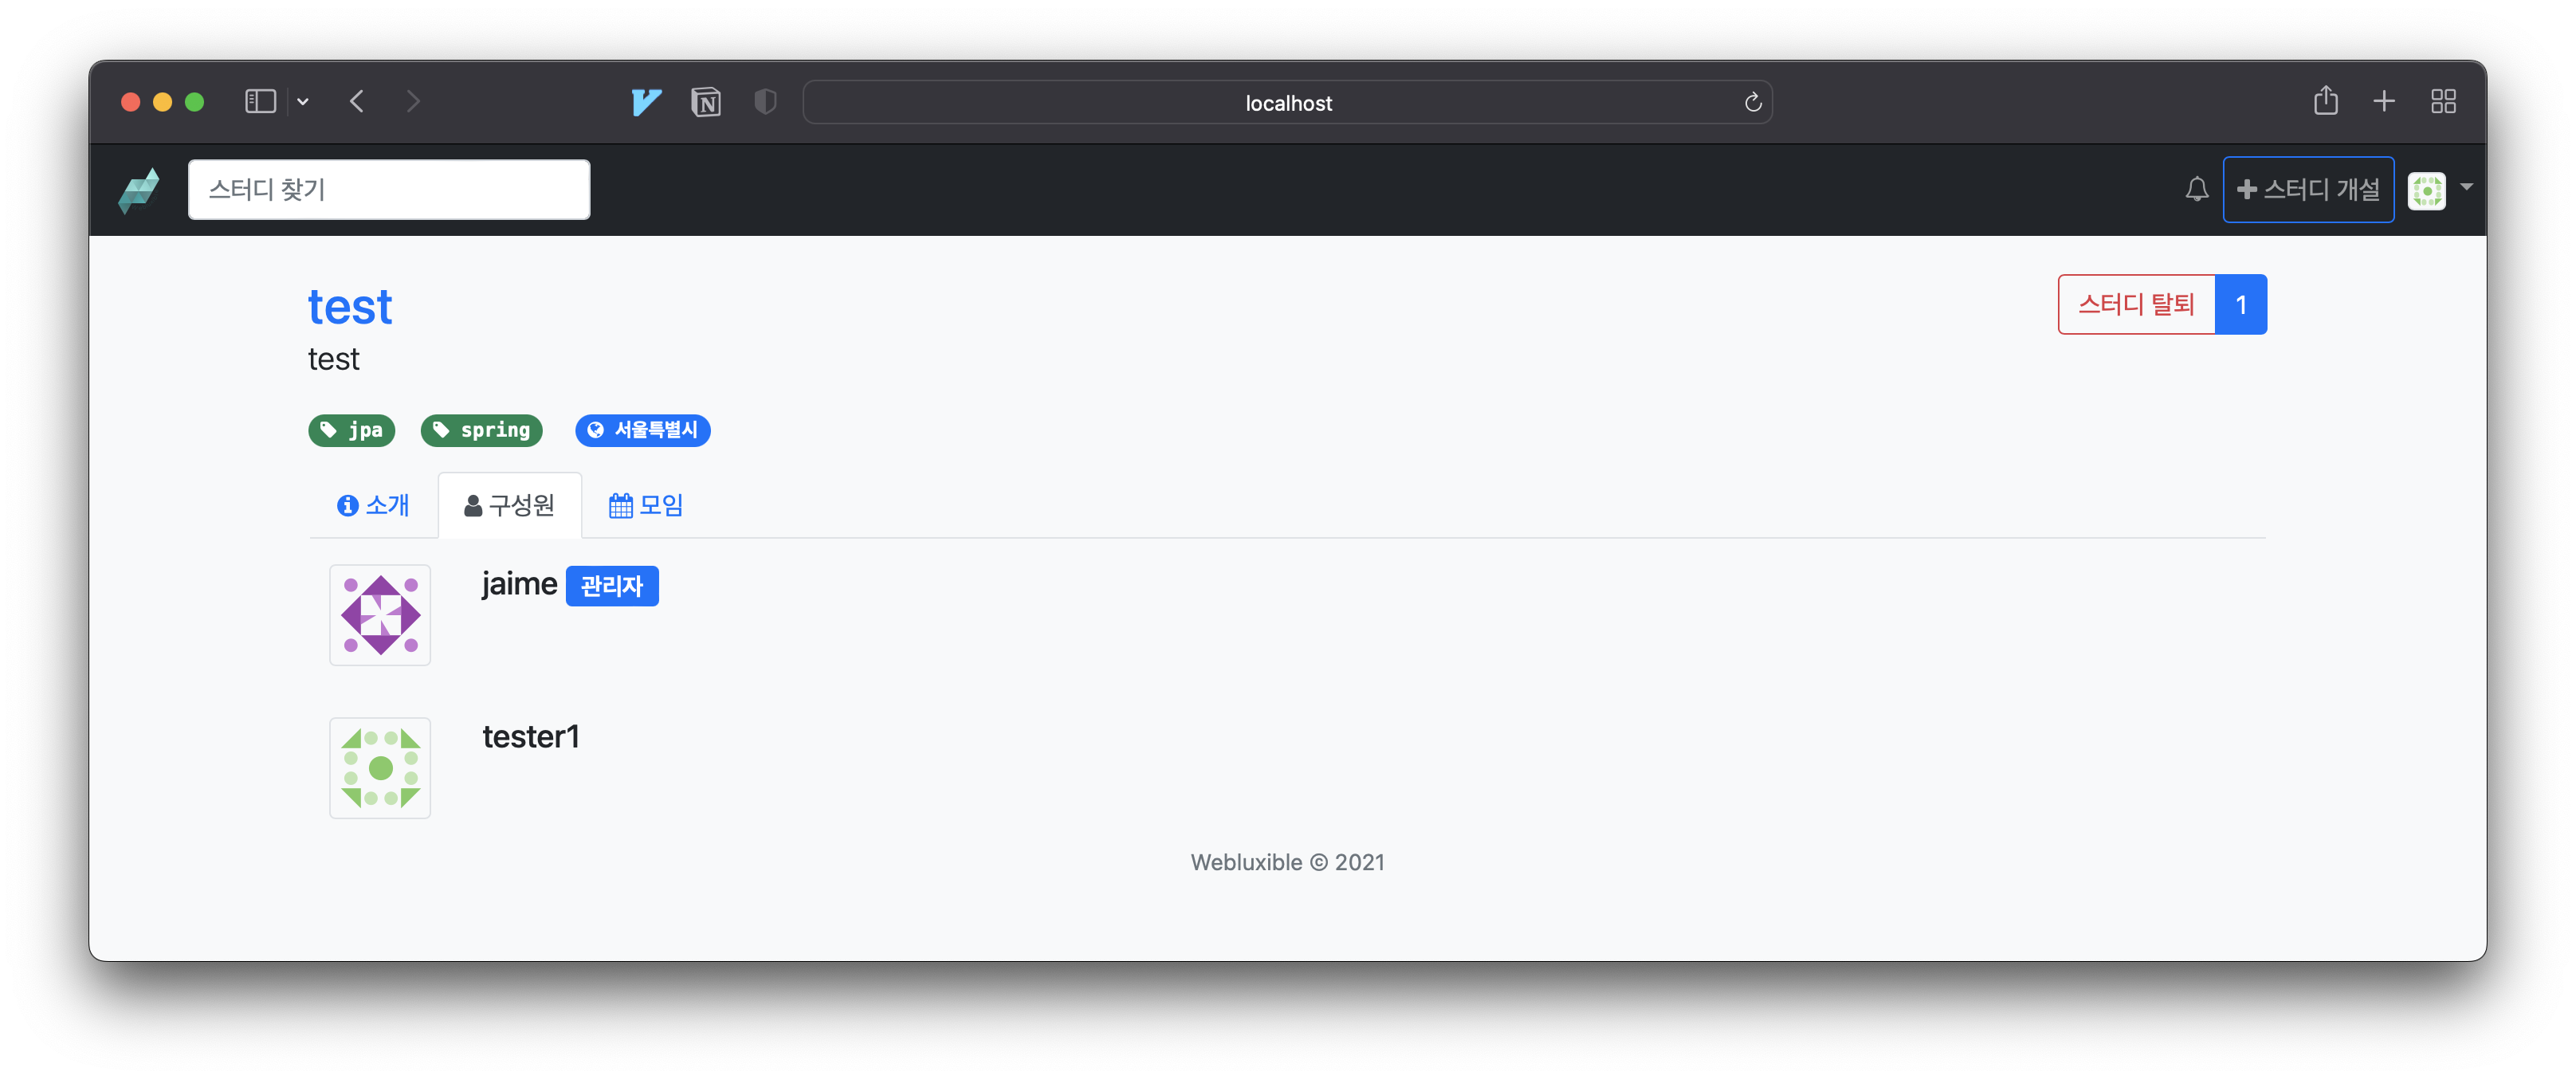 localhost
스터디 찾기
스터디 개설
test
스터디 탈퇴 1
test
jpa spring 서울특별시
소개 구성원 모임
jaime 관리자
tester1
Webluxible © 2021